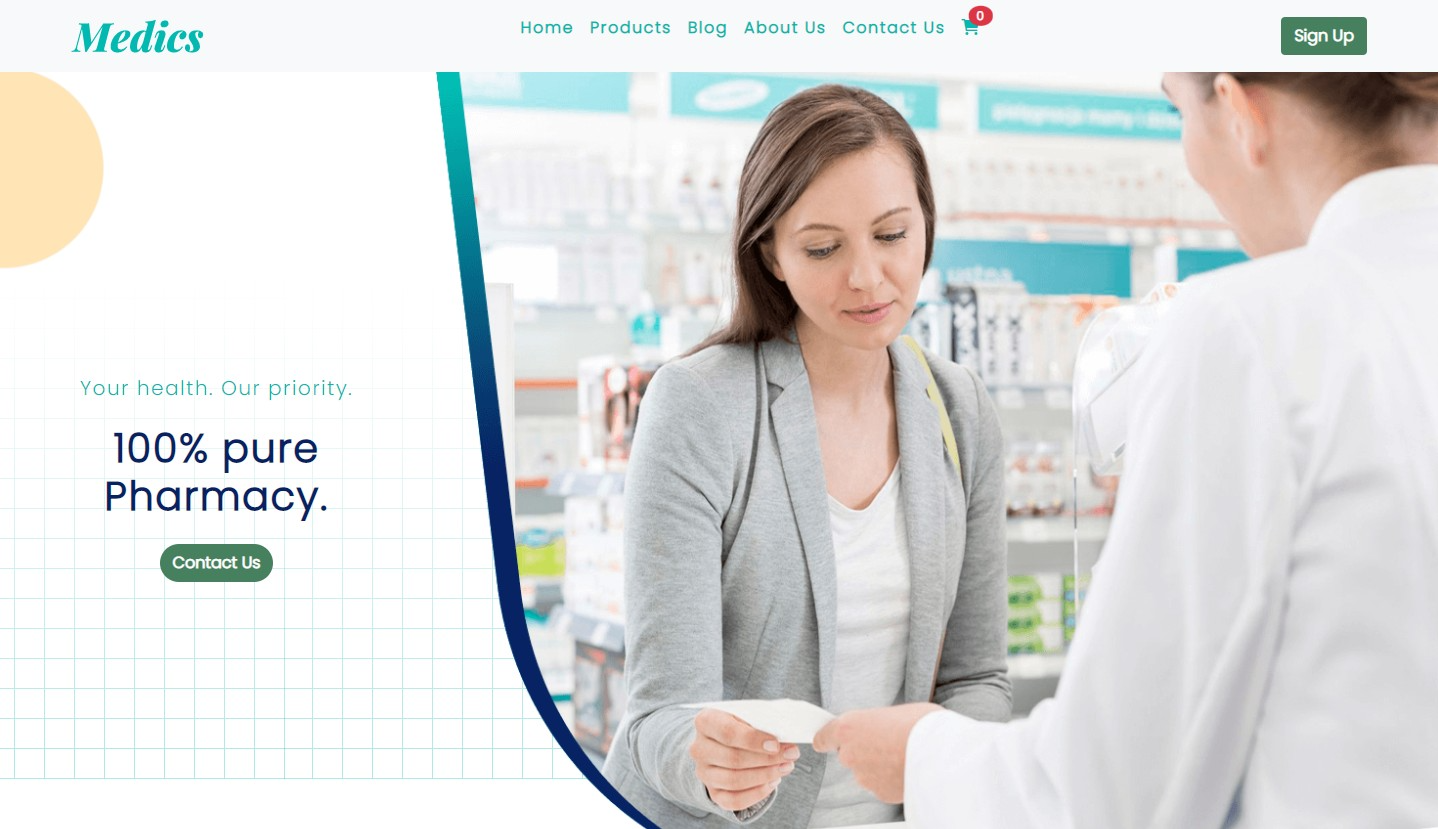 Medics
Home Products Blog About Us Contact Us 0
Sign Up
Your health. Our priority.
100% pure
Pharmacy.
Contact Us